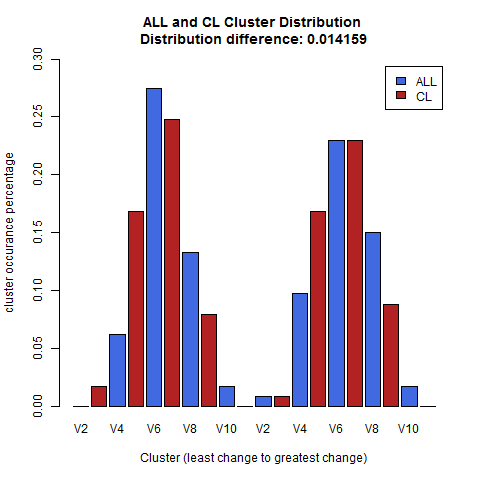 ALL and CL Cluster Distribution
Distribution difference: 0.014159
cluster occurance percentage
0.30
0.25
0.20
0.15
0.10
0.05
0.00
ALL
CL
V2 V4 V6 V8 V10 V2 V4 V6 V8 V10
Cluster (least change to greatest change)